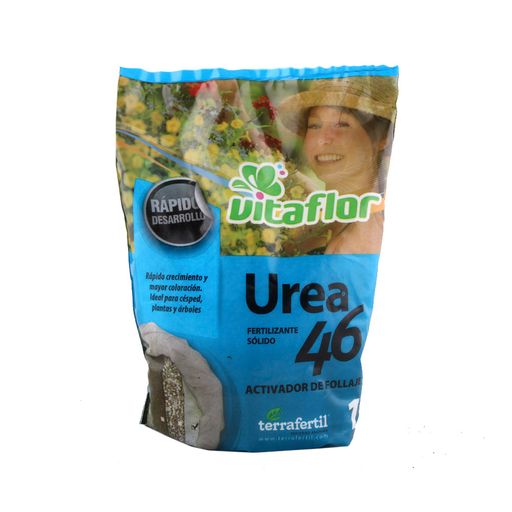 vitaflor
RÁPIDO
DESARROLLO
Rápido crecimiento y
mayor coloración.
Ideal para césped,
plantas y árboles
Urea
46
FERTILIZANTE
SÓLIDO
ACTIVADOR DE FOLLAJE
terrafertil
www.terrafertil.com